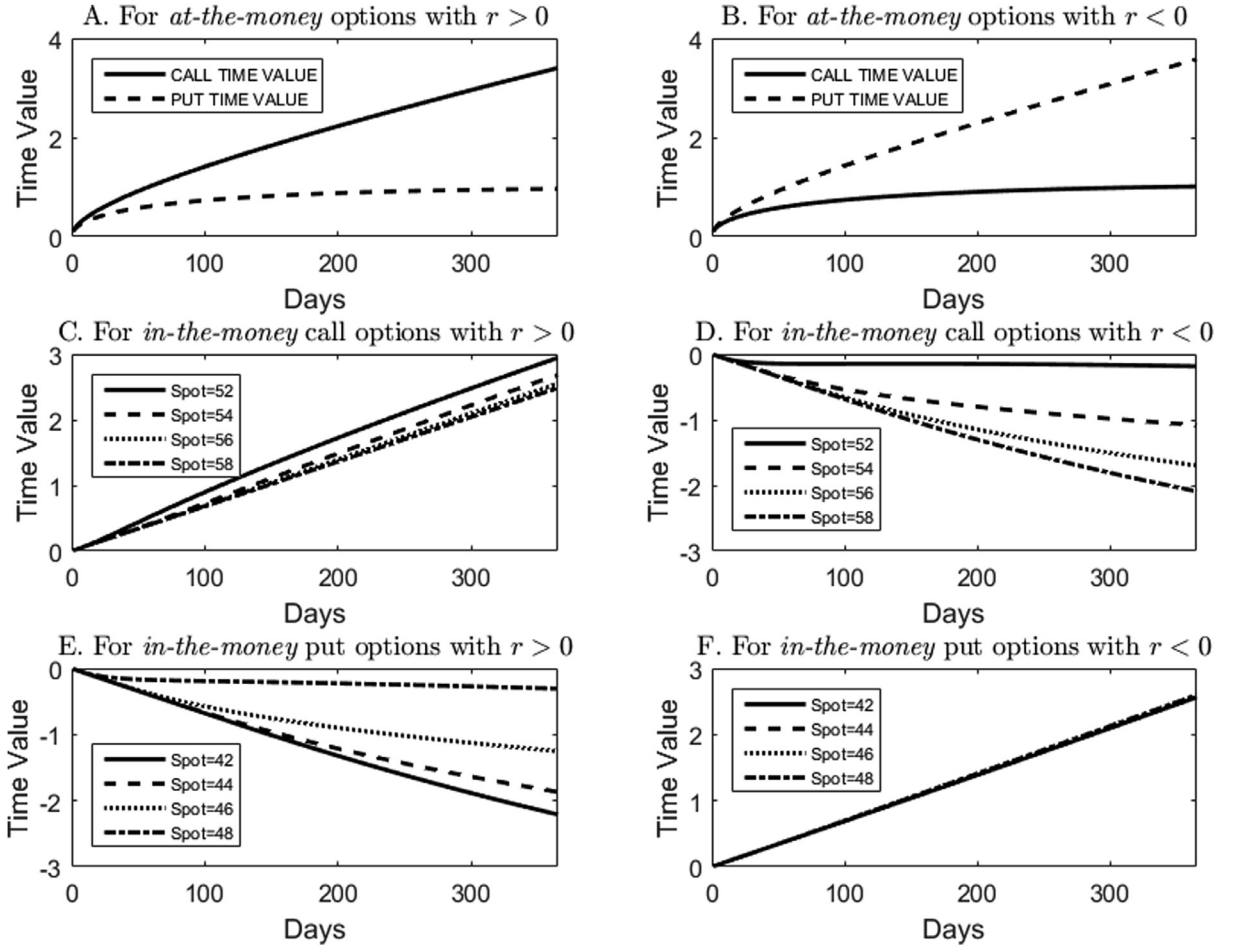 A. For at-the-money options with r > 0
4
2
0
Time Value
CALL TIME VALUE
PUT TIME VALUE
0 100 200 300
Days
B. For at-the-money options with r < 0
4
2
0
Time Value
CALL TIME VALUE
PUT TIME VALUE
0 100 200 300
Days
C. For in-the-money call options with r > 0
3
2
1
0
Time Value
Spot=52
Spot=54
Spot=56
Spot=58
0 100 200 300
Days
D. For in-the-money call options with r < 0
0
-1
-2
-3
Time Value
Spot=52
Spot=54
Spot=56
Spot=58
0 100 200 300
Days
E. For in-the-money put options with r > 0
0
-1
-2
-3
Time Value
Spot=42
Spot=44
Spot=46
Spot=48
0 100 200 300
Days
F. For in-the-money put options with r < 0
3
2
1
0
Time Value
Spot=42
Spot=44
Spot=46
Spot=48
0 100 200 300
Days